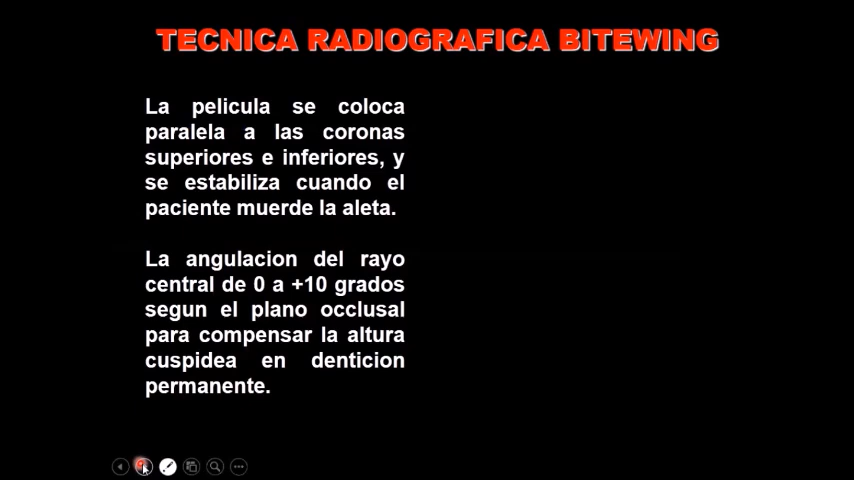 TECNICA RADIOGRAFICA BITEWING
La pelicula se coloca
paralela a las coronas
superiores e inferiores, y
se estabiliza cuando el
paciente muerde la aleta.
La angulacion del rayo
central de 0 a +10 grados
segun el plano occlusal
para compensar la altura
cuspidea en denticion
permanente.